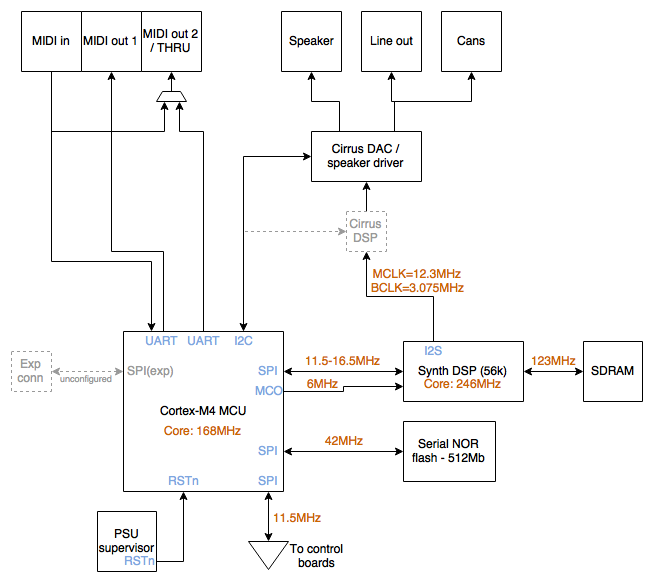 MIDI in
MIDI out 1
MIDI out 2
/ THRU
Speaker
Line out
Cans
Cirrus DAC /
speaker driver
Cirrus
DSP
MCLK=12.3MHz
BCLK=3.075MHz
UART
UART
I2C
I2S
Exp
conn
unconfigured
SPI(exp)
SPI
11.5-16.5MHz
Synth DSP (56k)
Core: 246MHz
123MHz
SDRAM
MCO
6MHz
Cortex-M4 MCU
Core: 168MHz
SPI
42MHz
Serial NOR
flash - 512Mb
RSTn
SPI
11.5MHz
PSU
supervisor
RSTn
To control
boards